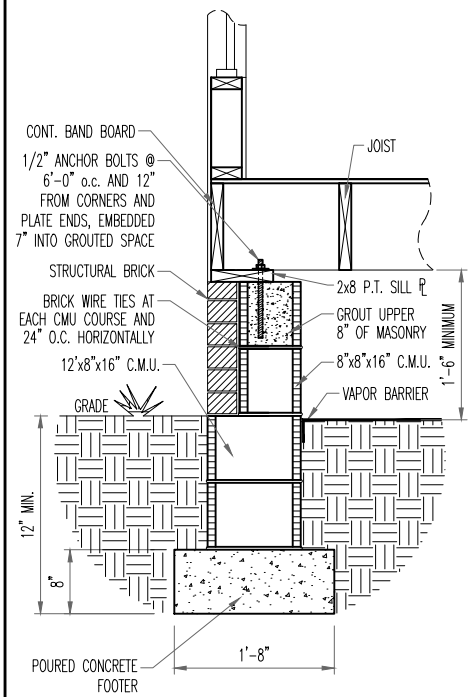 CONT. BAND BOARD
1/2" ANCHOR BOLTS @
6'-0" o.c. AND 12"
FROM CORNERS AND
PLATE ENDS, EMBEDDED
7" INTO GROUTED SPACE
STRUCTURAL BRICK
BRICK WIRE TIES AT
EACH CMU COURSE AND
24" O.C. HORIZONTALLY
12'x8"x16" C.M.U.
GRADE
12" MIN.
8"
POURED CONCRETE
FOOTER
1'-8"
JOIST
2x8 P.T. SILL PL
GROUT UPPER
8" OF MASONRY
8"x8"x16" C.M.U.
VAPOR BARRIER
1'-6" MINIMUM